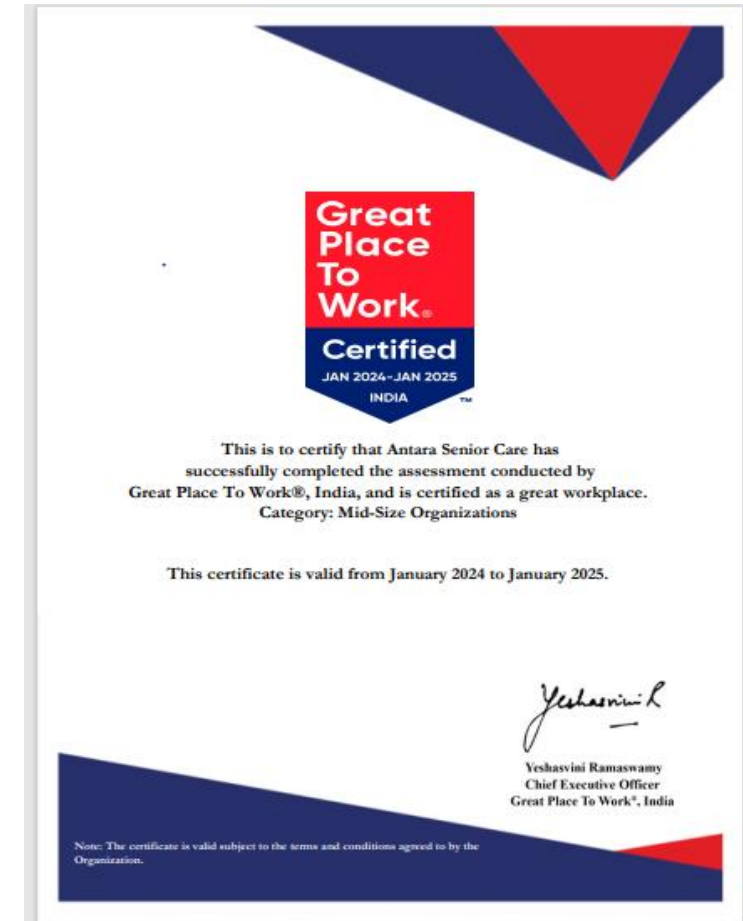 Great
Place
To
Work®
Certified
JAN 2024-JAN 2025
INDIA
TM
This is to certify that Antara Senior Care has
successfully completed the assessment conducted by
Great Place To Work®, India, and is certified as a great workplace.
Category: Mid-Size Organizations
This certificate is valid from January 2024 to January 2025.
Yeshasvini R
Yeshasvini Ramaswamy
Chief Executive Officer
Great Place To Work®, India
Note: The certificate is valid subject to the terms and conditions agreed to by the
Organization.